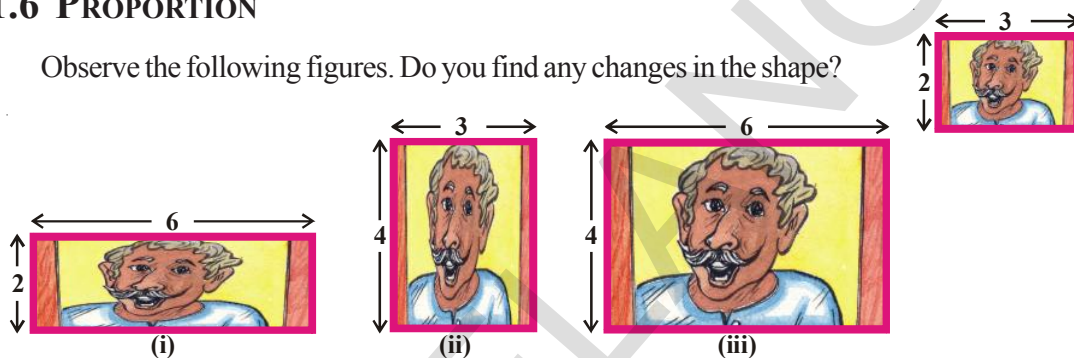 1.6 PROPORTION
3
Observe the following figures. Do you find any changes in the shape?
2
3
6
6
4
4
2
(i)
(ii)
(iii)